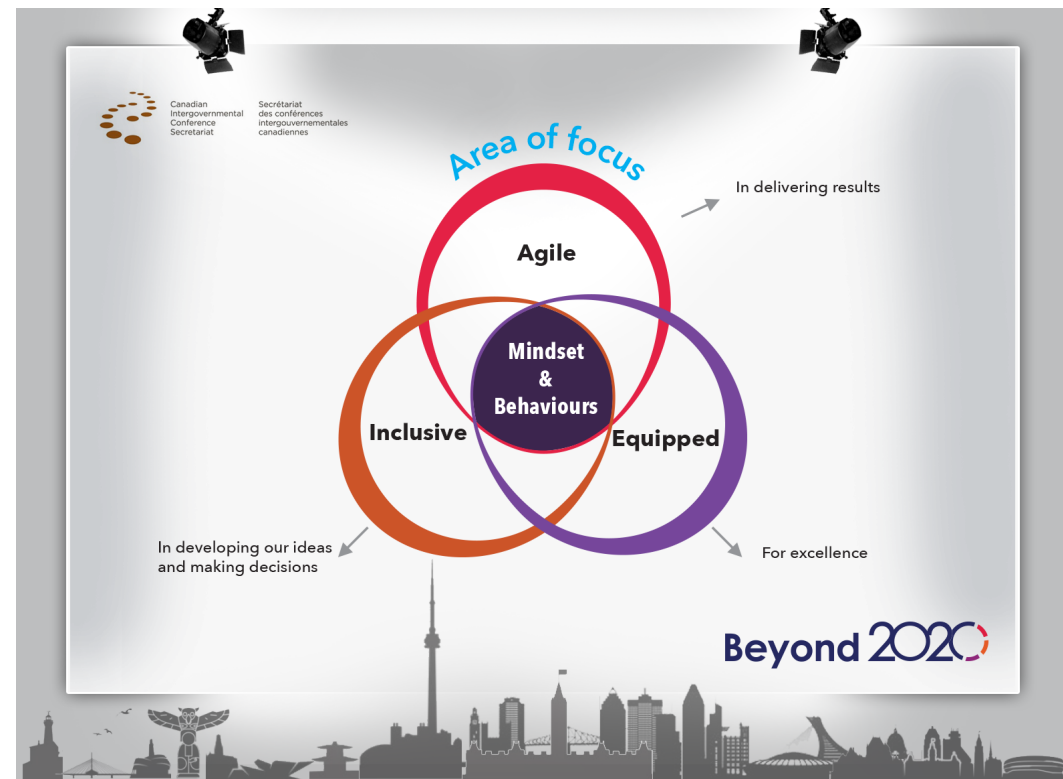 Canadian
Intergovernmental
Conference
Secretariat
Secrétariat
des conférences
intergouvernementales
canadiennes
Area of focus
In delivering results
Agile
Mindset
&
Behaviours
Inclusive
Equipped
In developing our ideas
and making decisions
For excellence
Beyond 2020